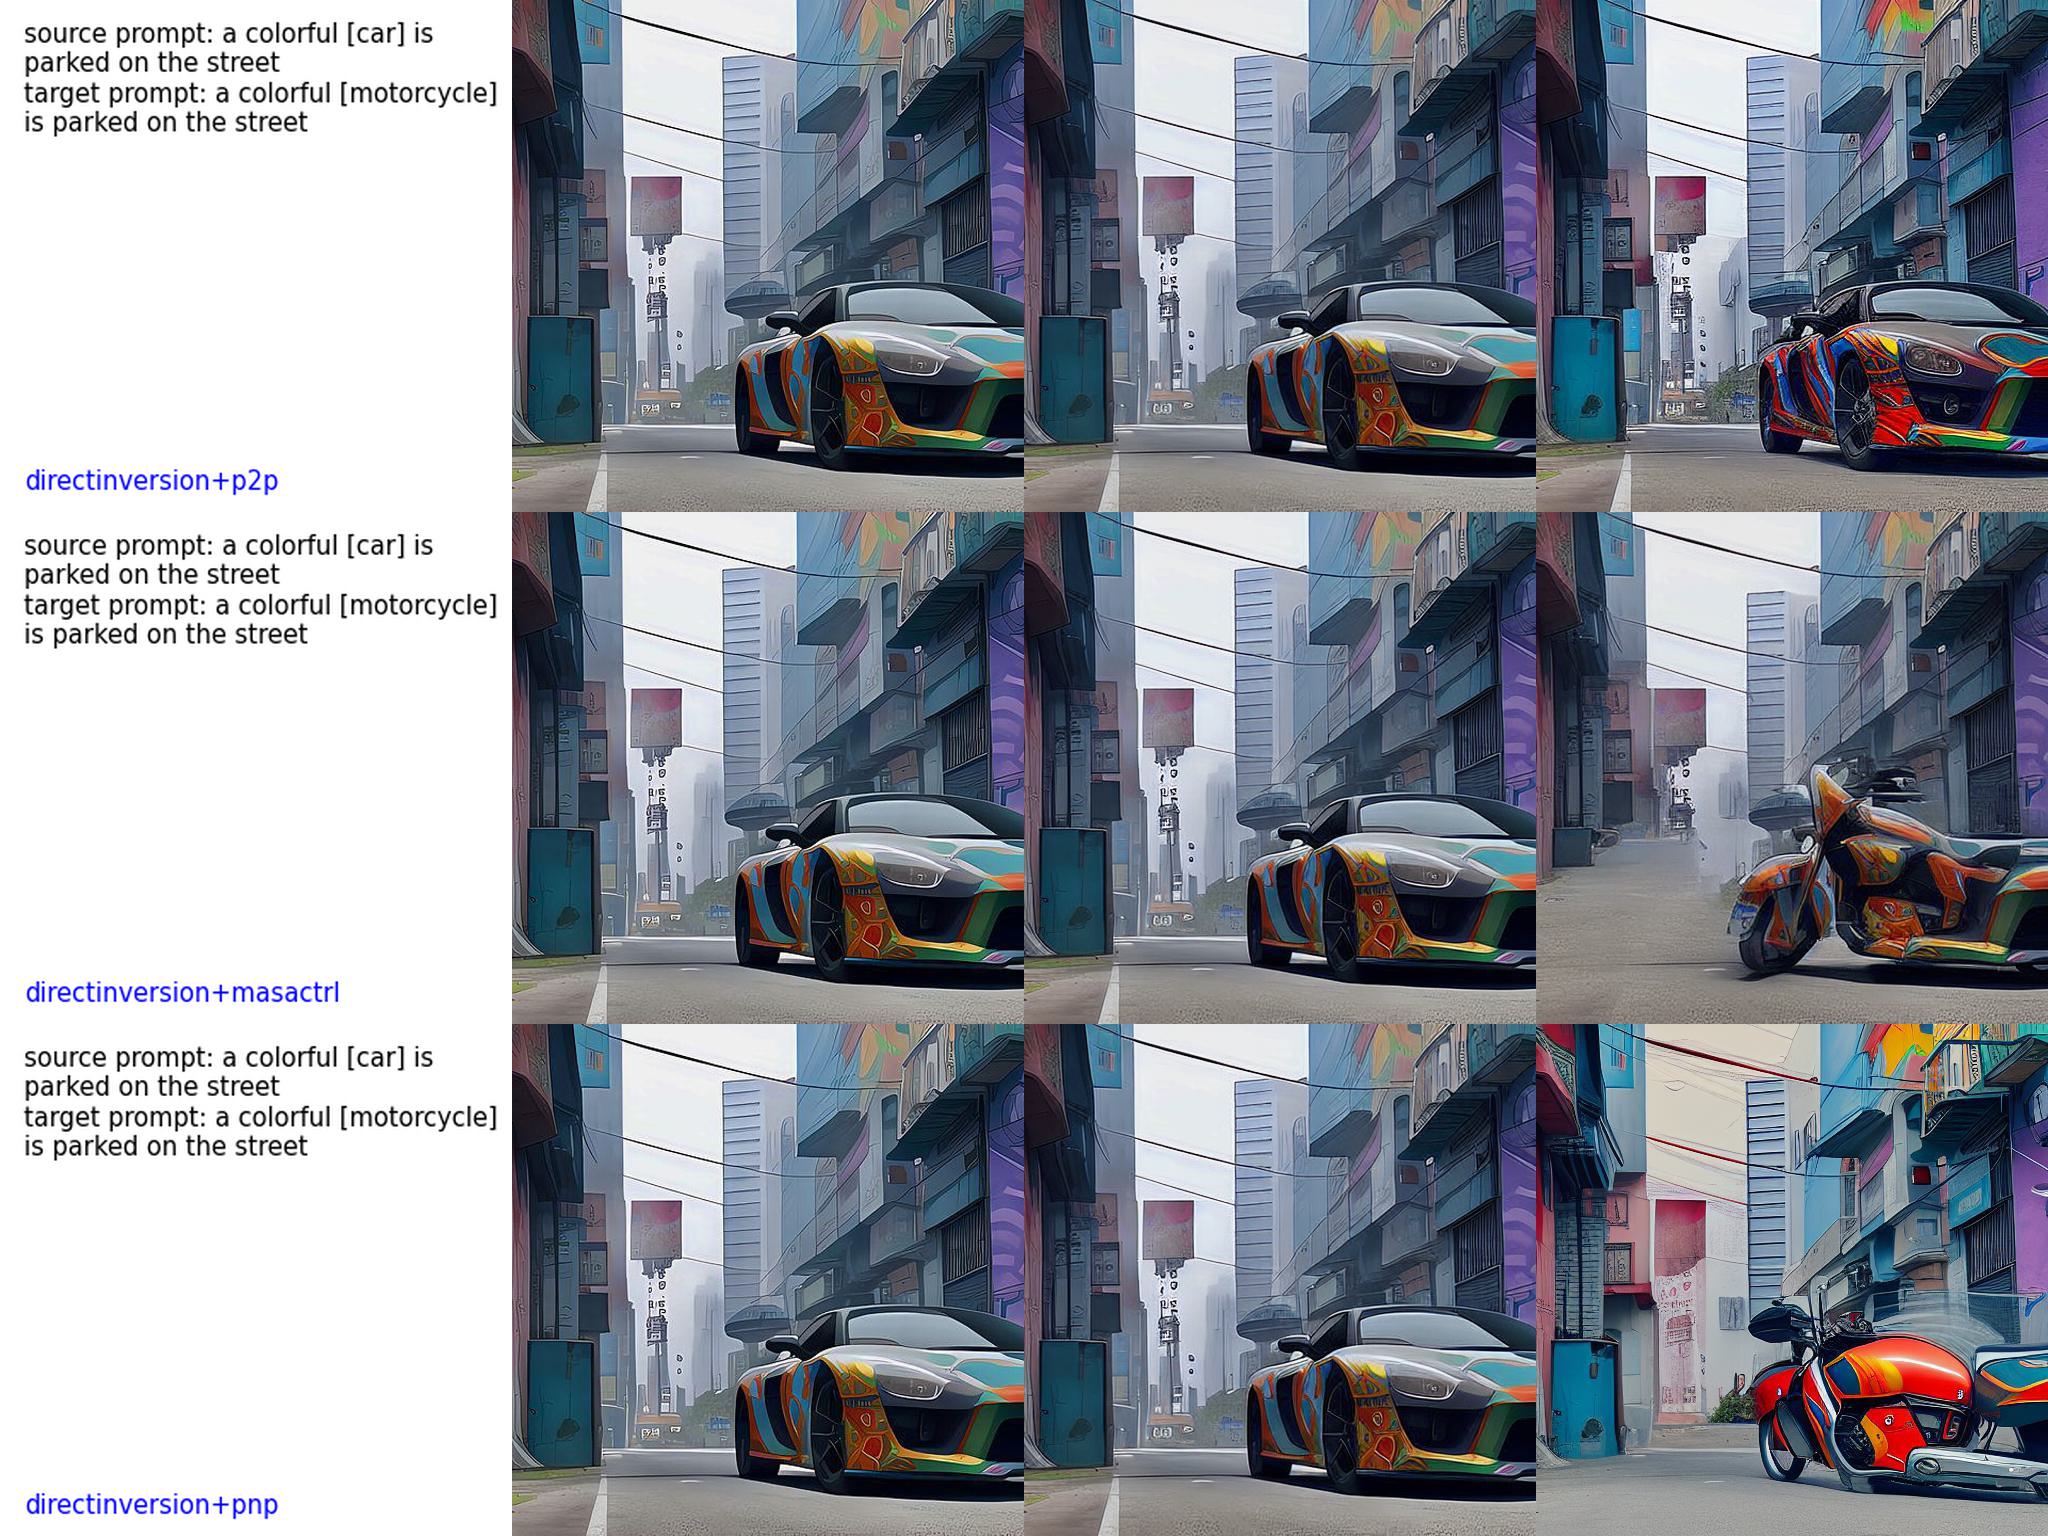 source prompt: a colorful [car] is
parked on the street
target prompt: a colorful [motorcycle]
is parked on the street
directinversion+p2p
source prompt: a colorful [car] is
parked on the street
target prompt: a colorful [motorcycle]
is parked on the street
directinversion+masactrl
source prompt: a colorful [car] is
parked on the street
target prompt: a colorful [motorcycle]
is parked on the street
directinversion+pnp